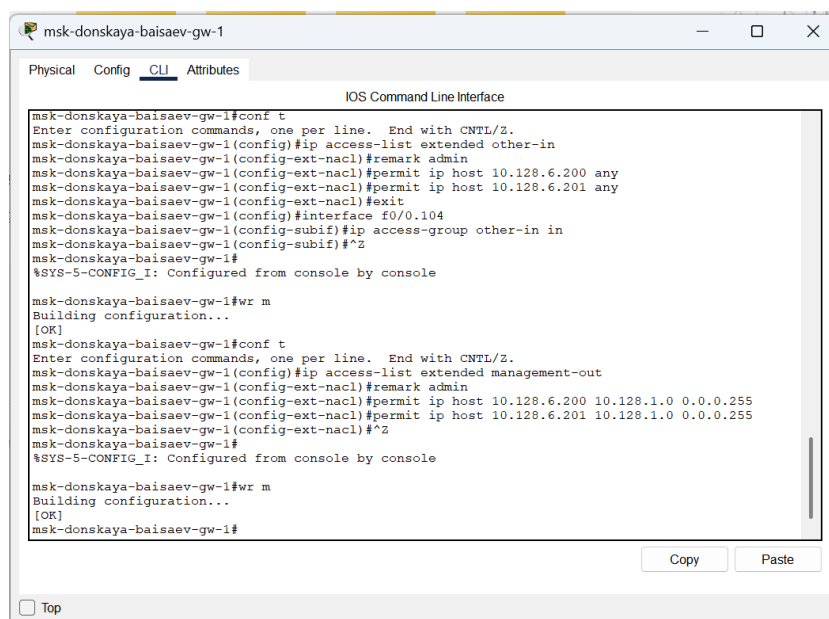 msk-donskaya-baisaev-gw-1
Physical Config CLI Attributes
IOS Command Line Interface
msk-donskaya-baisaev-gw-1#conf t
Enter configuration commands, one per line.  End with CNTL/Z.
msk-donskaya-baisaev-gw-1(config)#ip access-list extended other-in
msk-donskaya-baisaev-gw-1(config-ext-nacl)#remark admin
msk-donskaya-baisaev-gw-1(config-ext-nacl)#permit ip host 10.128.6.200 any
msk-donskaya-baisaev-gw-1(config-ext-nacl)#permit ip host 10.128.6.201 any
msk-donskaya-baisaev-gw-1(config-ext-nacl)#exit
msk-donskaya-baisaev-gw-1(config)#interface f0/0.104
msk-donskaya-baisaev-gw-1(config-subif)#ip access-group other-in in
msk-donskaya-baisaev-gw-1(config-subif)#^Z
msk-donskaya-baisaev-gw-1#
%SYS-5-CONFIG_I: Configured from console by console
msk-donskaya-baisaev-gw-1#wr m
Building configuration...
[OK]
msk-donskaya-baisaev-gw-1#conf t
Enter configuration commands, one per line.  End with CNTL/Z.
msk-donskaya-baisaev-gw-1(config)#ip access-list extended management-out
msk-donskaya-baisaev-gw-1(config-ext-nacl)#remark admin
msk-donskaya-baisaev-gw-1(config-ext-nacl)#permit ip host 10.128.6.200 10.128.1.0 0.0.0.255
msk-donskaya-baisaev-gw-1(config-ext-nacl)#permit ip host 10.128.6.201 10.128.1.0 0.0.0.255
msk-donskaya-baisaev-gw-1(config-ext-nacl)#^Z
msk-donskaya-baisaev-gw-1#
%SYS-5-CONFIG_I: Configured from console by console
msk-donskaya-baisaev-gw-1#wr m
Building configuration...
[OK]
msk-donskaya-baisaev-gw-1#
Copy Paste
Top